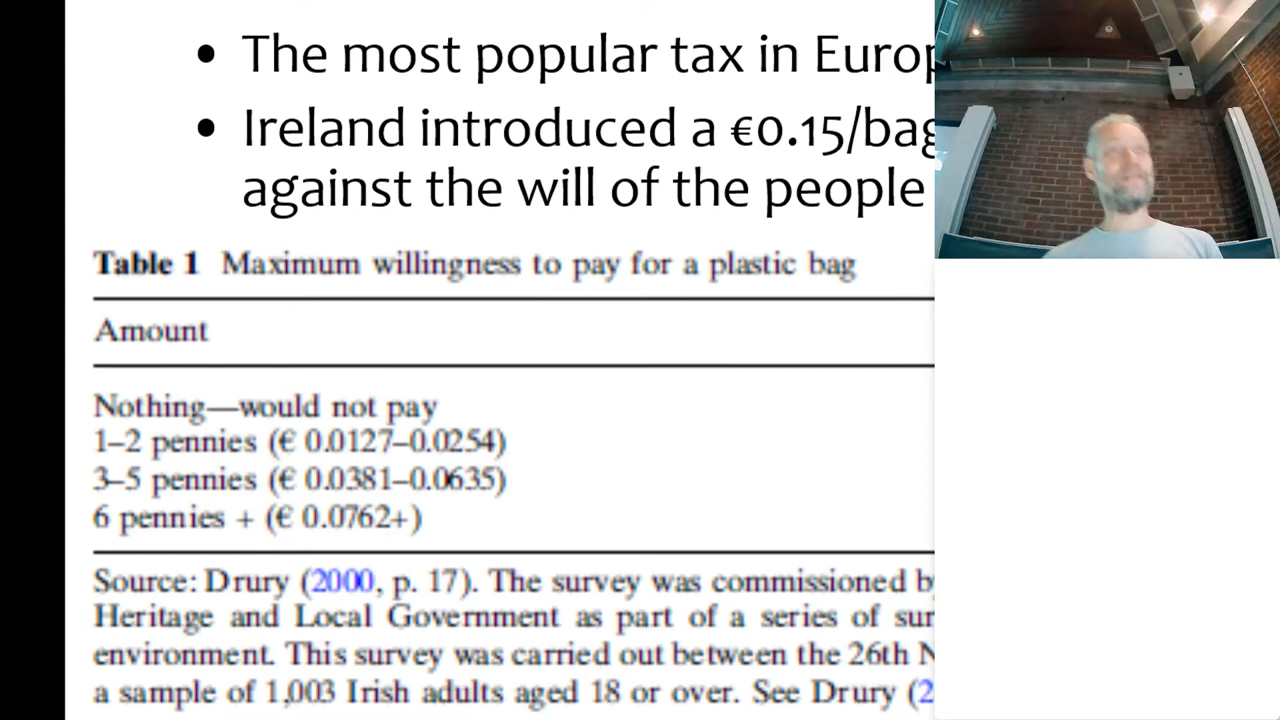 • The most popular tax in Europ
• Ireland introduced a €0.15/bag
against the will of the people
Table 1 Maximum willingness to pay for a plastic bag
Amount
Nothing—would not pay
1–2 pennies (€ 0.0127–0.0254)
3–5 pennies (€ 0.0381–0.0635)
6 pennies + (€ 0.0762+)
Source: Drury (2000, p. 17). The survey was commissioned b
Heritage and Local Government as part of a series of sur
environment. This survey was carried out between the 26th N
a sample of 1,003 Irish adults aged 18 or over. See Drury (2